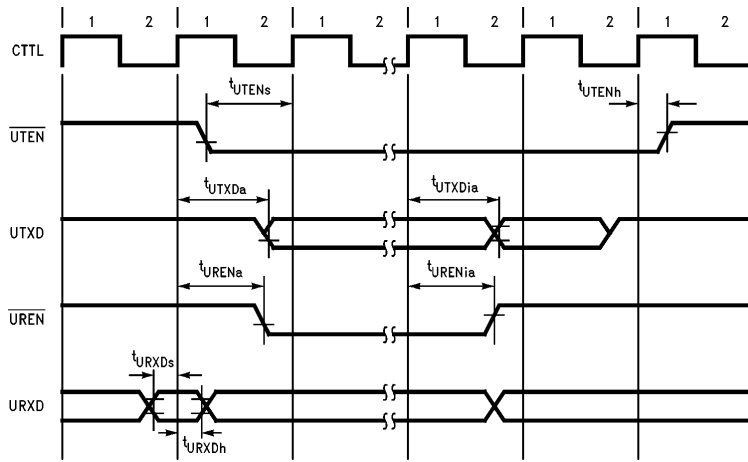 1 2 1 2 1 2 1 2 1 2 1 2
CTTL
tUTENs tUTENh
UTEN
tUTXDa tUTXDia
UTXD
tURENa tURENia
UREN
tURXDs
URXD
tURXDh